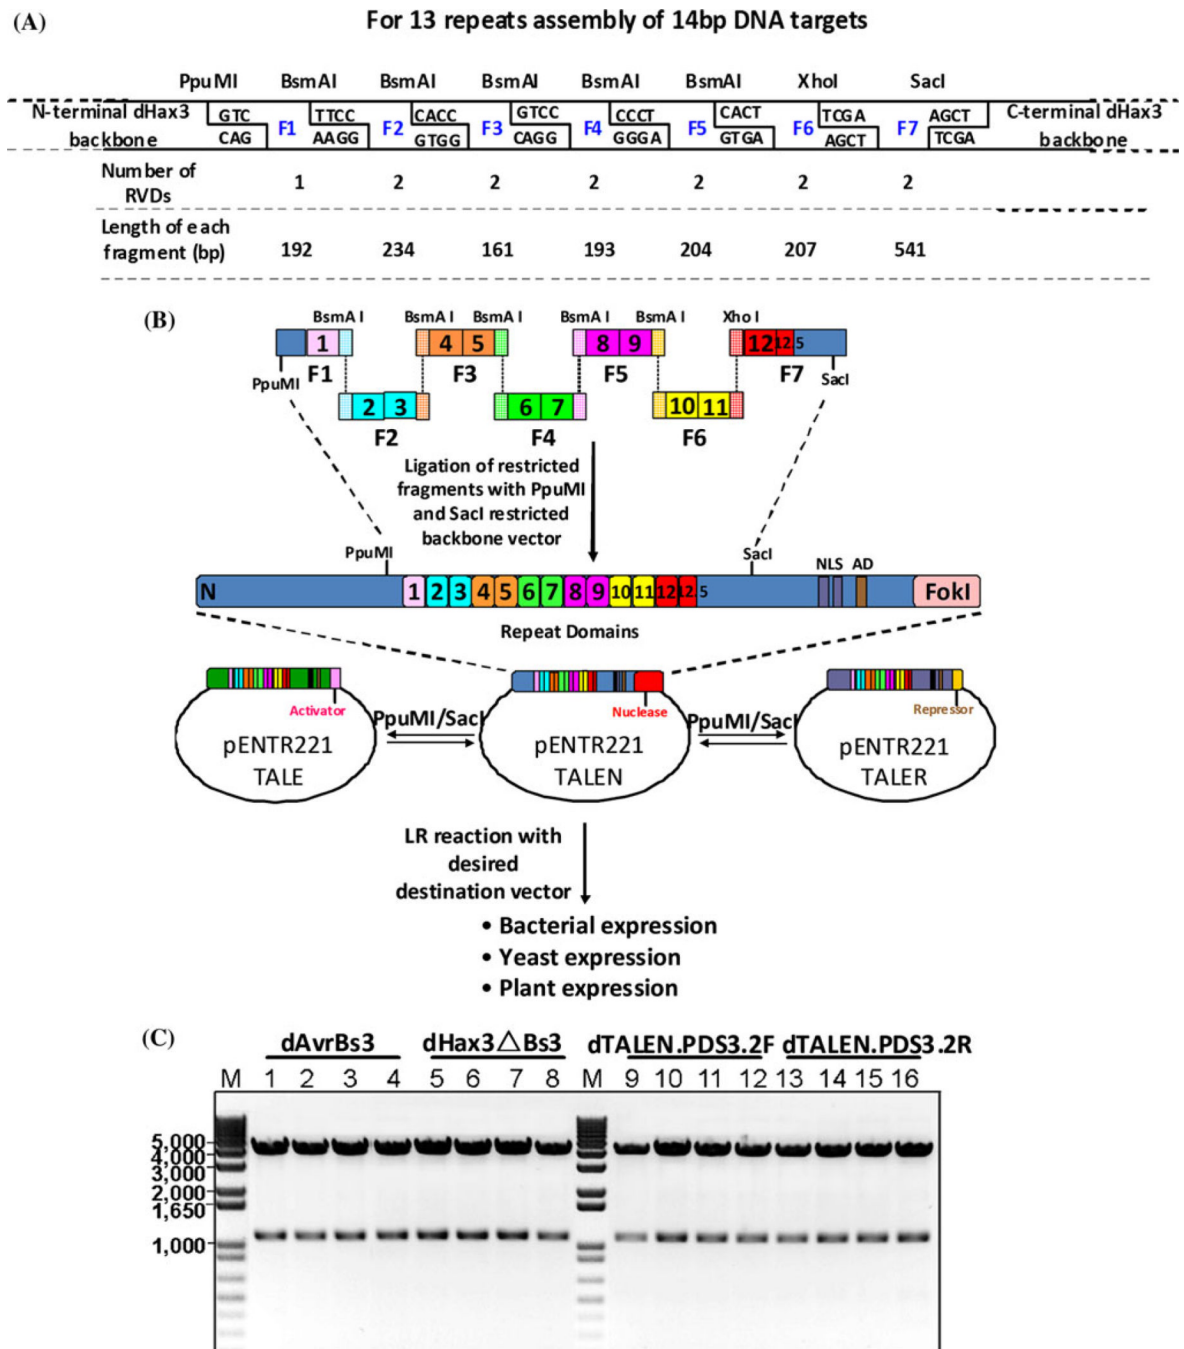 (A)
For 13 repeats assembly of 14bp DNA targets
PpuMI BsmAI BsmAI BsmAI BsmAI BsmAI XhoI SacI
N-terminal dHax3 GTC TTCC CACC GTCC CCCT CACT TCGA AGCT C-terminal dHax3
backbone CAG F1 AAGG F2 GTGG F3 CAGG F4 GGGA F5 GTGA F6 AGCT F7 TCGA backbone
Number of
RVDs 1 2 2 2 2 2 2
Length of each
fragment (bp) 192 234 161 193 204 207 541
(B)
BsmA I BsmA I BsmA I BsmA I BsmA I Xho I
1 4 5 8 9 12 12 .5
F1 F3 F5 F7
PpuMI SacI
2 3 6 7 10 11
F2 F4 F6
Ligation of restricted
fragments with PpuMI
and SacI restricted
backbone vector
PpuMI SacI
NLS AD
N 1 2 3 4 5 6 7 8 9 10 11 12 12. 5 FokI
Repeat Domains
Activator Nuclease Repressor
PpuMI/SacI PpuMI/SacI
pENTR221 pENTR221 pENTR221
TALE TALEN TALER
LR reaction with
desired
destination vector
• Bacterial expression
• Yeast expression
• Plant expression
(C)
dAvrBs3 dHax3△Bs3 dTALEN.PDS3.2F dTALEN.PDS3.2R
M 1 2 3 4 5 6 7 8 M 9 10 11 12 13 14 15 16
5,000
4,000
3,000
2,000
1,650
1,000